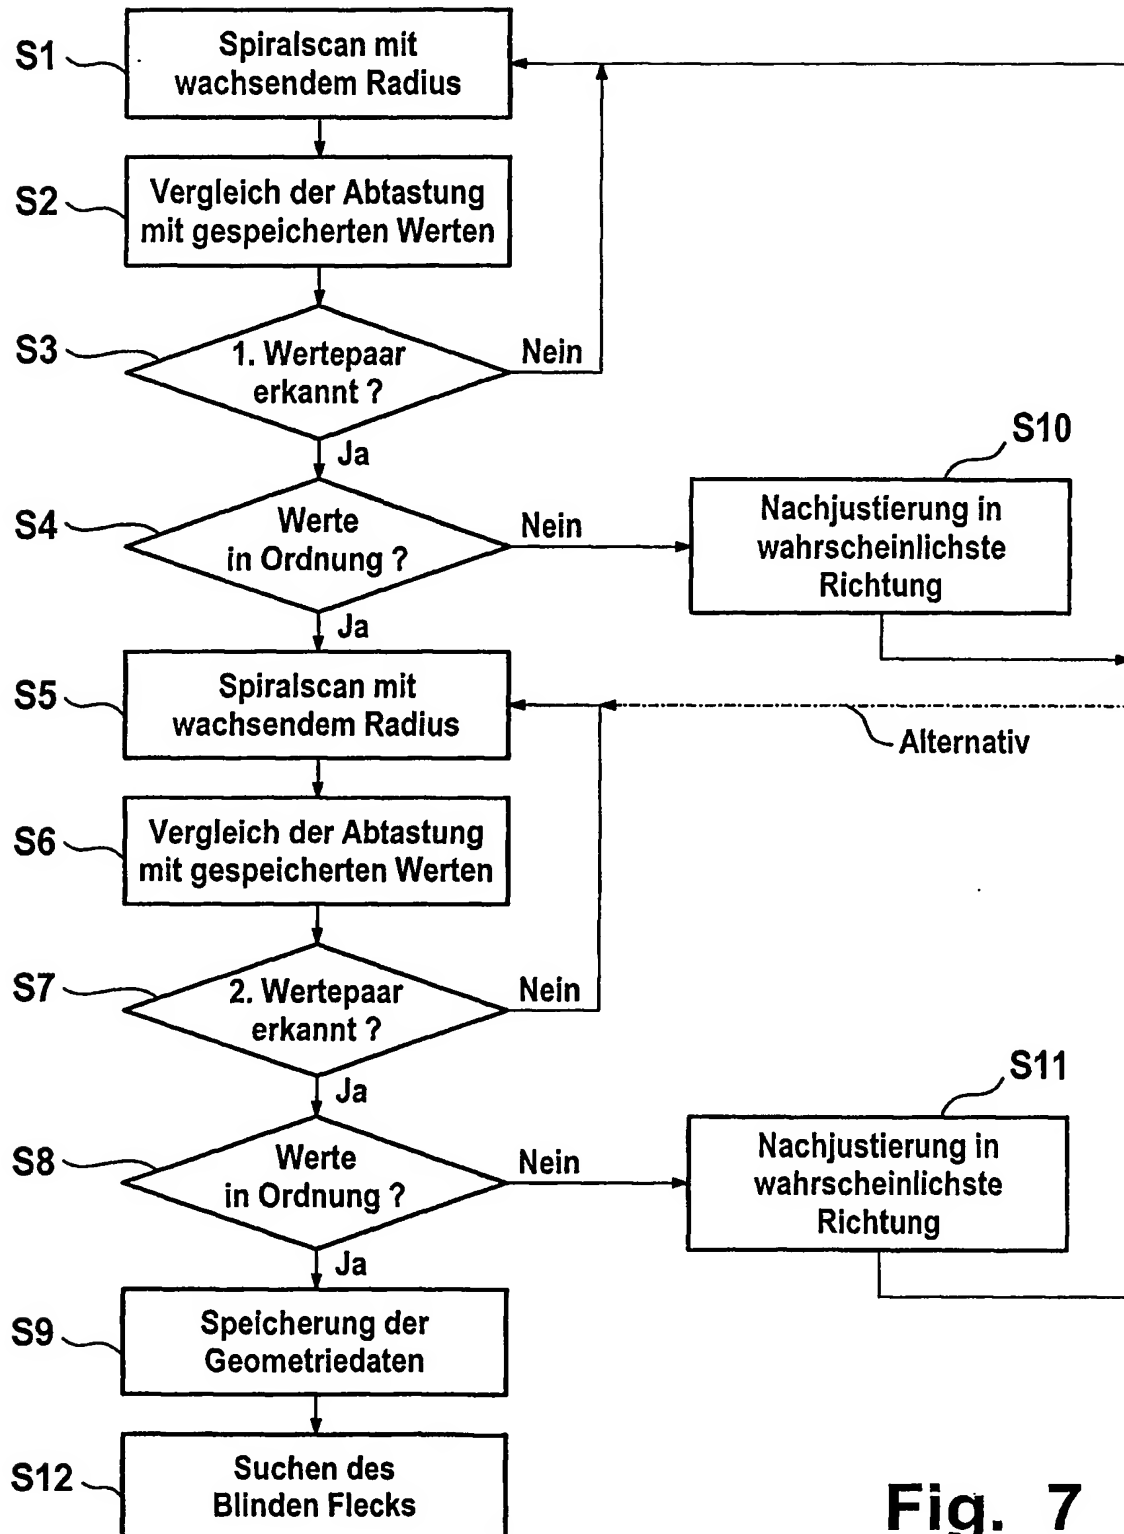 S1
Spiralscan mit
wachsendem Radius
S2
Vergleich der Abtastung
mit gespeicherten Werten
S3
1. Wertepaar
erkannt ?
Nein
Ja
S4
Werte
in Ordnung ?
Nein
S10
Nachjustierung in
wahrscheinlichste
Richtung
Ja
S5
Spiralscan mit
wachsendem Radius
Alternativ
S6
Vergleich der Abtastung
mit gespeicherten Werten
S7
2. Wertepaar
erkannt ?
Nein
Ja
S8
Werte
in Ordnung ?
Nein
S11
Nachjustierung in
wahrscheinlichste
Richtung
Ja
S9
Speicherung der
Geometriedaten
S12
Suchen des
Blinden Flecks
Fig. 7